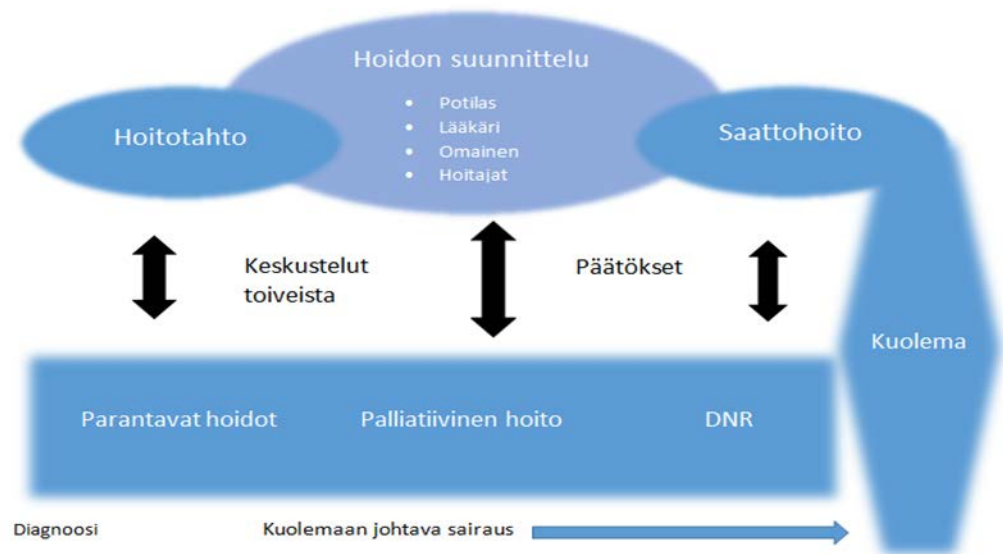 Hoidon suunnittelu
• Potilas
• Lääkäri
• Omainen
• Hoitajat
Hoitotahto
Saattohoito
Keskustelut
toiveista
Päätökset
Kuolema
Parantavat hoidot
Palliatiivinen hoito
DNR
Diagnoosi
Kuolemaan johtava sairaus